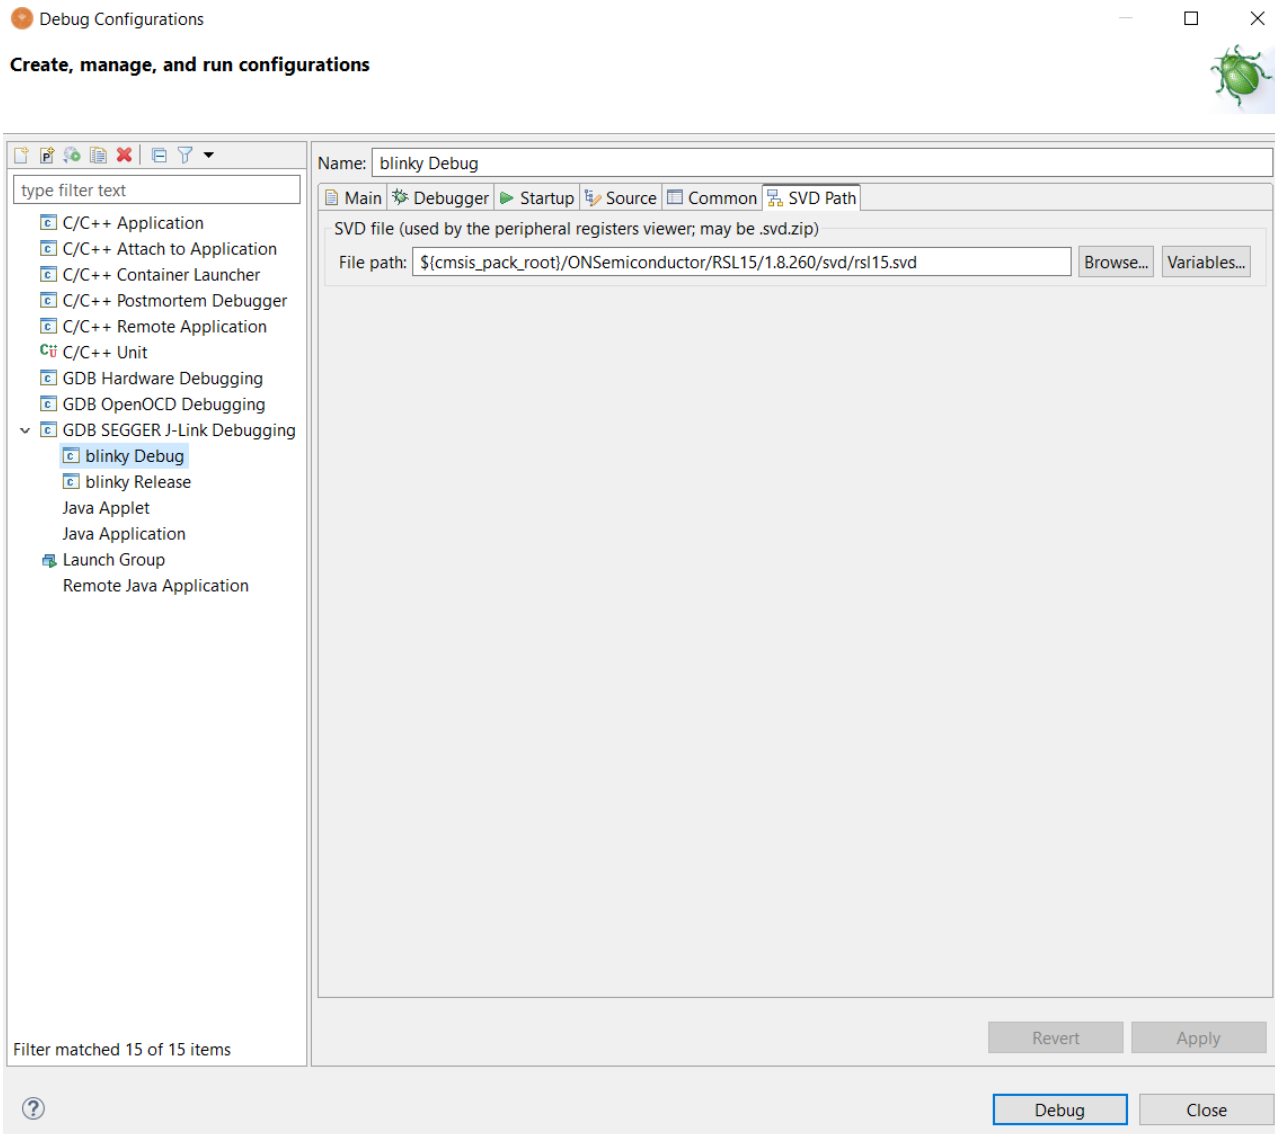 Debug Configurations
Create, manage, and run configurations
type filter text
C/C++ Application
C/C++ Attach to Application
C/C++ Container Launcher
C/C++ Postmortem Debugger
C/C++ Remote Application
C/C++ Unit
GDB Hardware Debugging
GDB OpenOCD Debugging
GDB SEGGER J-Link Debugging
blinky Debug
blinky Release
Java Applet
Java Application
Launch Group
Remote Java Application
Filter matched 15 of 15 items
Name: blinky Debug
Main Debugger Startup Source Common SVD Path
SVD file (used by the peripheral registers viewer; may be .svd.zip)
File path: ${cmsis_pack_root}/ONSemiconductor/RSL15/1.8.260/svd/rsl15.svd Browse... Variables...
Revert Apply
Debug Close